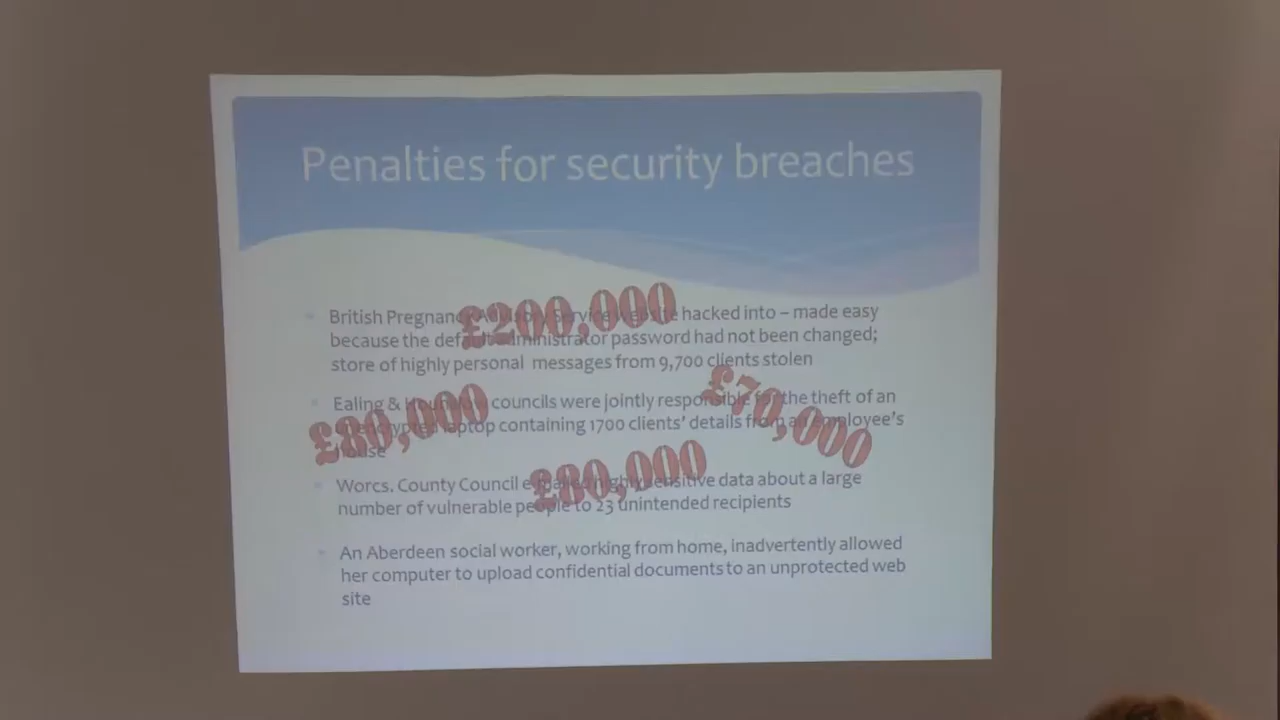 Penalties for security breaches
£200,000
British Pregnancy Advisory Service website hacked into – made easy
because the default administrator password had not been changed;
store of highly personal messages from 9,700 clients stolen
£80,000
£70,000
Ealing & Hounslow councils were jointly responsible for the theft of an
unencrypted laptop containing 1700 clients' details from an employee's
house
£80,000
Worcs. County Council e-mailed highly sensitive data about a large
number of vulnerable people to 23 unintended recipients
An Aberdeen social worker, working from home, inadvertently allowed
her computer to upload confidential documents to an unprotected web
site